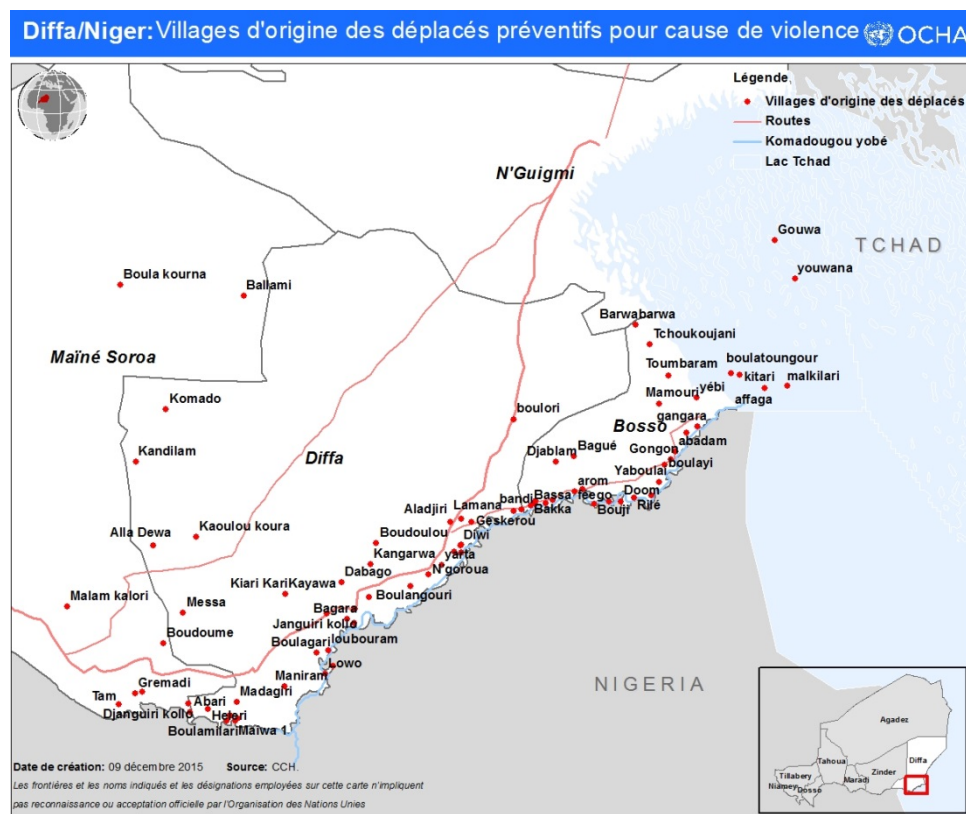 Diffa/Niger: Villages d'origine des déplacés préventifs pour cause de violence OCHA
Légende
Villages d'origine des déplacés
Routes
Komadougou yobé
Lac Tchad
N'Guigmi
Gouwa
TCHAD
youwana
Boula kourna
Ballami
Barwabarwa
Tchoukoujani
Maïné Soroa
Toumbaram
boulatoungour
kitari
malkilari
yébi
affaga
Mamouri
Komado
boulori
gangara
Bosso
abadam
Kandilam
Diffa
Djablam
Bagué
Gongon
boulayi
Yaboulai
arom
Lamana
bandi
Bassa
feego
Doom
Aladjiri
Geskerou
Bakka
Bouji
Rilé
Kaoulou koura
Alla Dewa
Boudoulou
Diwi
Kangarwa
yarta
N'goroua
Kiari Kari
Kayawa
Dabago
Malam kalori
Messa
Boulangouri
Bagara
Janguiri kollo
Boudoume
Boulagari
loubouram
Lowo
Maniram
Gremadi
Tam
Madagiri
Abari
Djanguiri kollo
Heleri
Boulamifari
Maiwa 1
NIGERIA
Agadez
Diffa
Tahoua
Zinder
Tillabery
Maradi
Niamey
Dosso
Date de création: 09 décembre 2015 Source: CCH.
Les frontières et les noms indiqués et les désignations employées sur cette carte n'impliquent
pas reconnaissance ou acceptation officielle par l'Organisation des Nations Unies